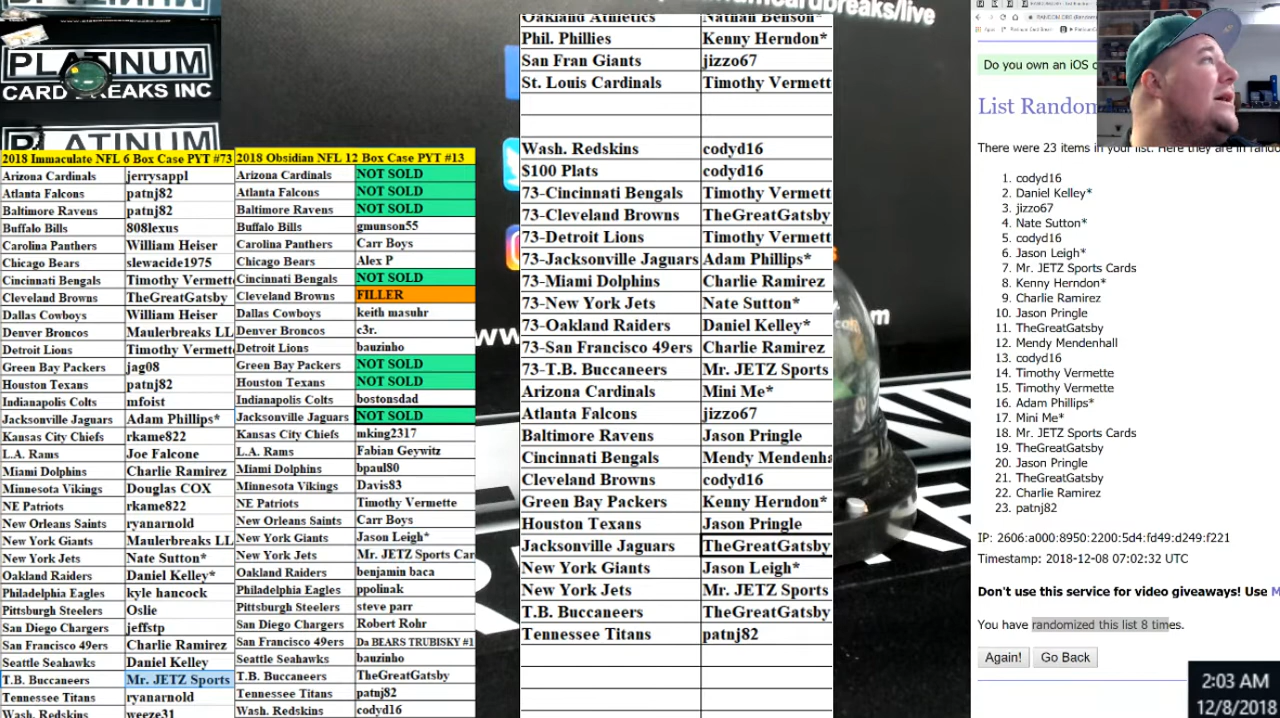 cardbreaks/live
PLATINUM
CARD BREAKS INC
PLATINUM
2018 Immaculate NFL 6 Box Case PYT #73
Arizona Cardinals jerrysappl
Atlanta Falcons patnj82
Baltimore Ravens patnj82
Buffalo Bills 808lexus
Carolina Panthers William Heiser
Chicago Bears slewacide1975
Cincinnati Bengals Timothy Vermette
Cleveland Browns TheGreatGatsby
Dallas Cowboys William Heiser
Denver Broncos Maulerbreaks LL
Detroit Lions Timothy Vermette
Green Bay Packers jag08
Houston Texans patnj82
Indianapolis Colts mfoist
Jacksonville Jaguars Adam Phillips*
Kansas City Chiefs rkame822
L.A. Rams Joe Falcone
Miami Dolphins Charlie Ramirez
Minnesota Vikings Douglas COX
NE Patriots rkame822
New Orleans Saints ryanarnold
New York Giants Maulerbreaks LL
New York Jets Nate Sutton*
Oakland Raiders Daniel Kelley*
Philadelphia Eagles kyle hancock
Pittsburgh Steelers Oslie
San Diego Chargers jeffstp
San Francisco 49ers Charlie Ramirez
Seattle Seahawks Daniel Kelley
T.B. Buccaneers Mr. JETZ Sports
Tennessee Titans ryanarnold
Wash. Redskins weeze31
2018 Obsidian NFL 12 Box Case PYT #13
Arizona Cardinals NOT SOLD
Atlanta Falcons NOT SOLD
Baltimore Ravens NOT SOLD
Buffalo Bills gmunson55
Carolina Panthers Carr Boys
Chicago Bears Alex P
Cincinnati Bengals NOT SOLD
Cleveland Browns FILLER
Dallas Cowboys keith masuhr
Denver Broncos c3r.
Detroit Lions bauzinho
Green Bay Packers NOT SOLD
Houston Texans NOT SOLD
Indianapolis Colts bostonsdad
Jacksonville Jaguars NOT SOLD
Kansas City Chiefs mking2317
L.A. Rams Fabian Geywitz
Miami Dolphins bpaul80
Minnesota Vikings Davis83
NE Patriots Timothy Vermette
New Orleans Saints Carr Boys
New York Giants Jason Leigh*
New York Jets Mr. JETZ Sports Car
Oakland Raiders benjamin baca
Philadelphia Eagles ppolinak
Pittsburgh Steelers steve parr
San Diego Chargers Robert Rohr
San Francisco 49ers Da BEARS TRUBISKY #1
Seattle Seahawks bauzinho
T.B. Buccaneers TheGreatGatsby
Tennessee Titans patnj82
Wash. Redskins codyd16
Oakland Athletics Nathan Benson*
Phil. Phillies Kenny Herndon*
San Fran Giants jizzo67
St. Louis Cardinals Timothy Vermett
Wash. Redskins codyd16
$100 Plats codyd16
73-Cincinnati Bengals Timothy Vermett
73-Cleveland Browns TheGreatGatsby
73-Detroit Lions Timothy Vermett
73-Jacksonville Jaguars Adam Phillips*
73-Miami Dolphins Charlie Ramirez
73-New York Jets Nate Sutton*
73-Oakland Raiders Daniel Kelley*
73-San Francisco 49ers Charlie Ramirez
73-T.B. Buccaneers Mr. JETZ Sports
Arizona Cardinals Mini Me*
Atlanta Falcons jizzo67
Baltimore Ravens Jason Pringle
Cincinnati Bengals Mendy Mendenha
Cleveland Browns codyd16
Green Bay Packers Kenny Herndon*
Houston Texans Jason Pringle
Jacksonville Jaguars TheGreatGatsby
New York Giants Jason Leigh*
New York Jets Mr. JETZ Sports
T.B. Buccaneers TheGreatGatsby
Tennessee Titans patnj82
www
om
Do you own an iOS o
List Random
There were 23 items in your list. Here they are in rando
1. codyd16
2. Daniel Kelley*
3. jizzo67
4. Nate Sutton*
5. codyd16
6. Jason Leigh*
7. Mr. JETZ Sports Cards
8. Kenny Herndon*
9. Charlie Ramirez
10. Jason Pringle
11. TheGreatGatsby
12. Mendy Mendenhall
13. codyd16
14. Timothy Vermette
15. Timothy Vermette
16. Adam Phillips*
17. Mini Me*
18. Mr. JETZ Sports Cards
19. TheGreatGatsby
20. Jason Pringle
21. TheGreatGatsby
22. Charlie Ramirez
23. patnj82
IP: 2606:a000:8950:2200:5d4:fd49:d249:f221
Timestamp: 2018-12-08 07:02:32 UTC
Don't use this service for video giveaways! Use M
You have randomized this list 8 times.
Again! Go Back
2:03 AM
12/8/2018